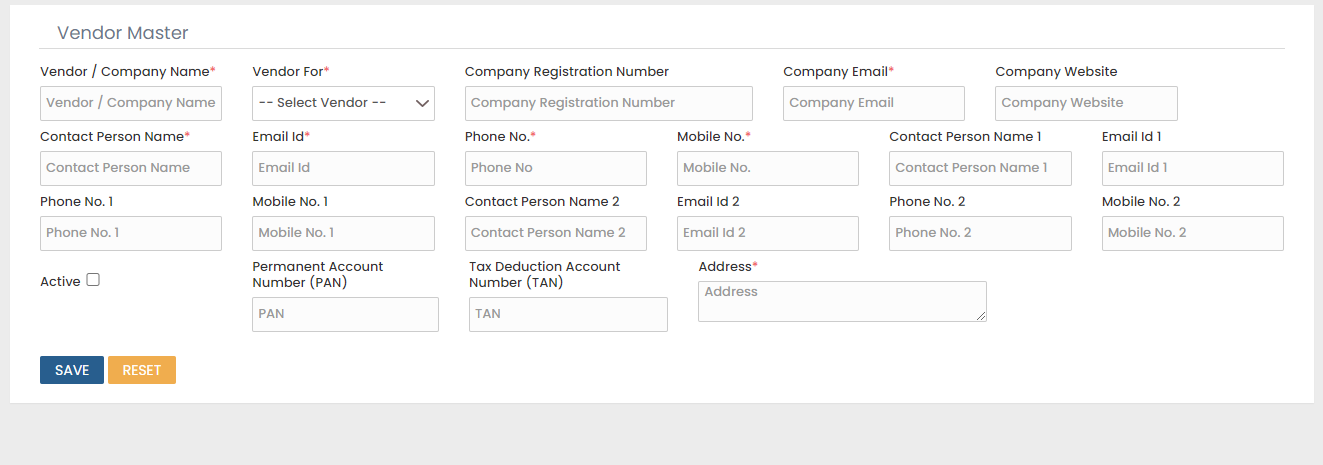 Vendor Master
Vendor / Company Name* Vendor For* Company Registration Number Company Email* Company Website
Vendor / Company Name -- Select Vendor -- Company Registration Number Company Email Company Website
Contact Person Name* Email Id* Phone No.* Mobile No.* Contact Person Name 1 Email Id 1
Contact Person Name Email Id Phone No Mobile No. Contact Person Name 1 Email Id 1
Phone No. 1 Mobile No. 1 Contact Person Name 2 Email Id 2 Phone No. 2 Mobile No. 2
Phone No. 1 Mobile No. 1 Contact Person Name 2 Email Id 2 Phone No. 2 Mobile No. 2
Active
Permanent Account
Number (PAN)
PAN
Tax Deduction Account
Number (TAN)
TAN
Address*
Address
SAVE RESET